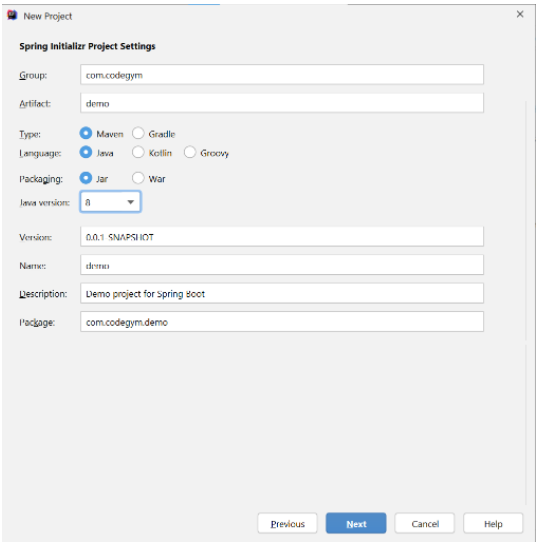 New Project
Spring Initializr Project Settings
Group: com.codegym
Artifact: demo
Type: Maven Gradle
Language: Java Kotlin Groovy
Packaging: Jar War
Java version: 8
Version: 0.0.1-SNAPSHOT
Name: demo
Description: Demo project for Spring Boot
Package: com.codegym.demo
Previous Next Cancel Help